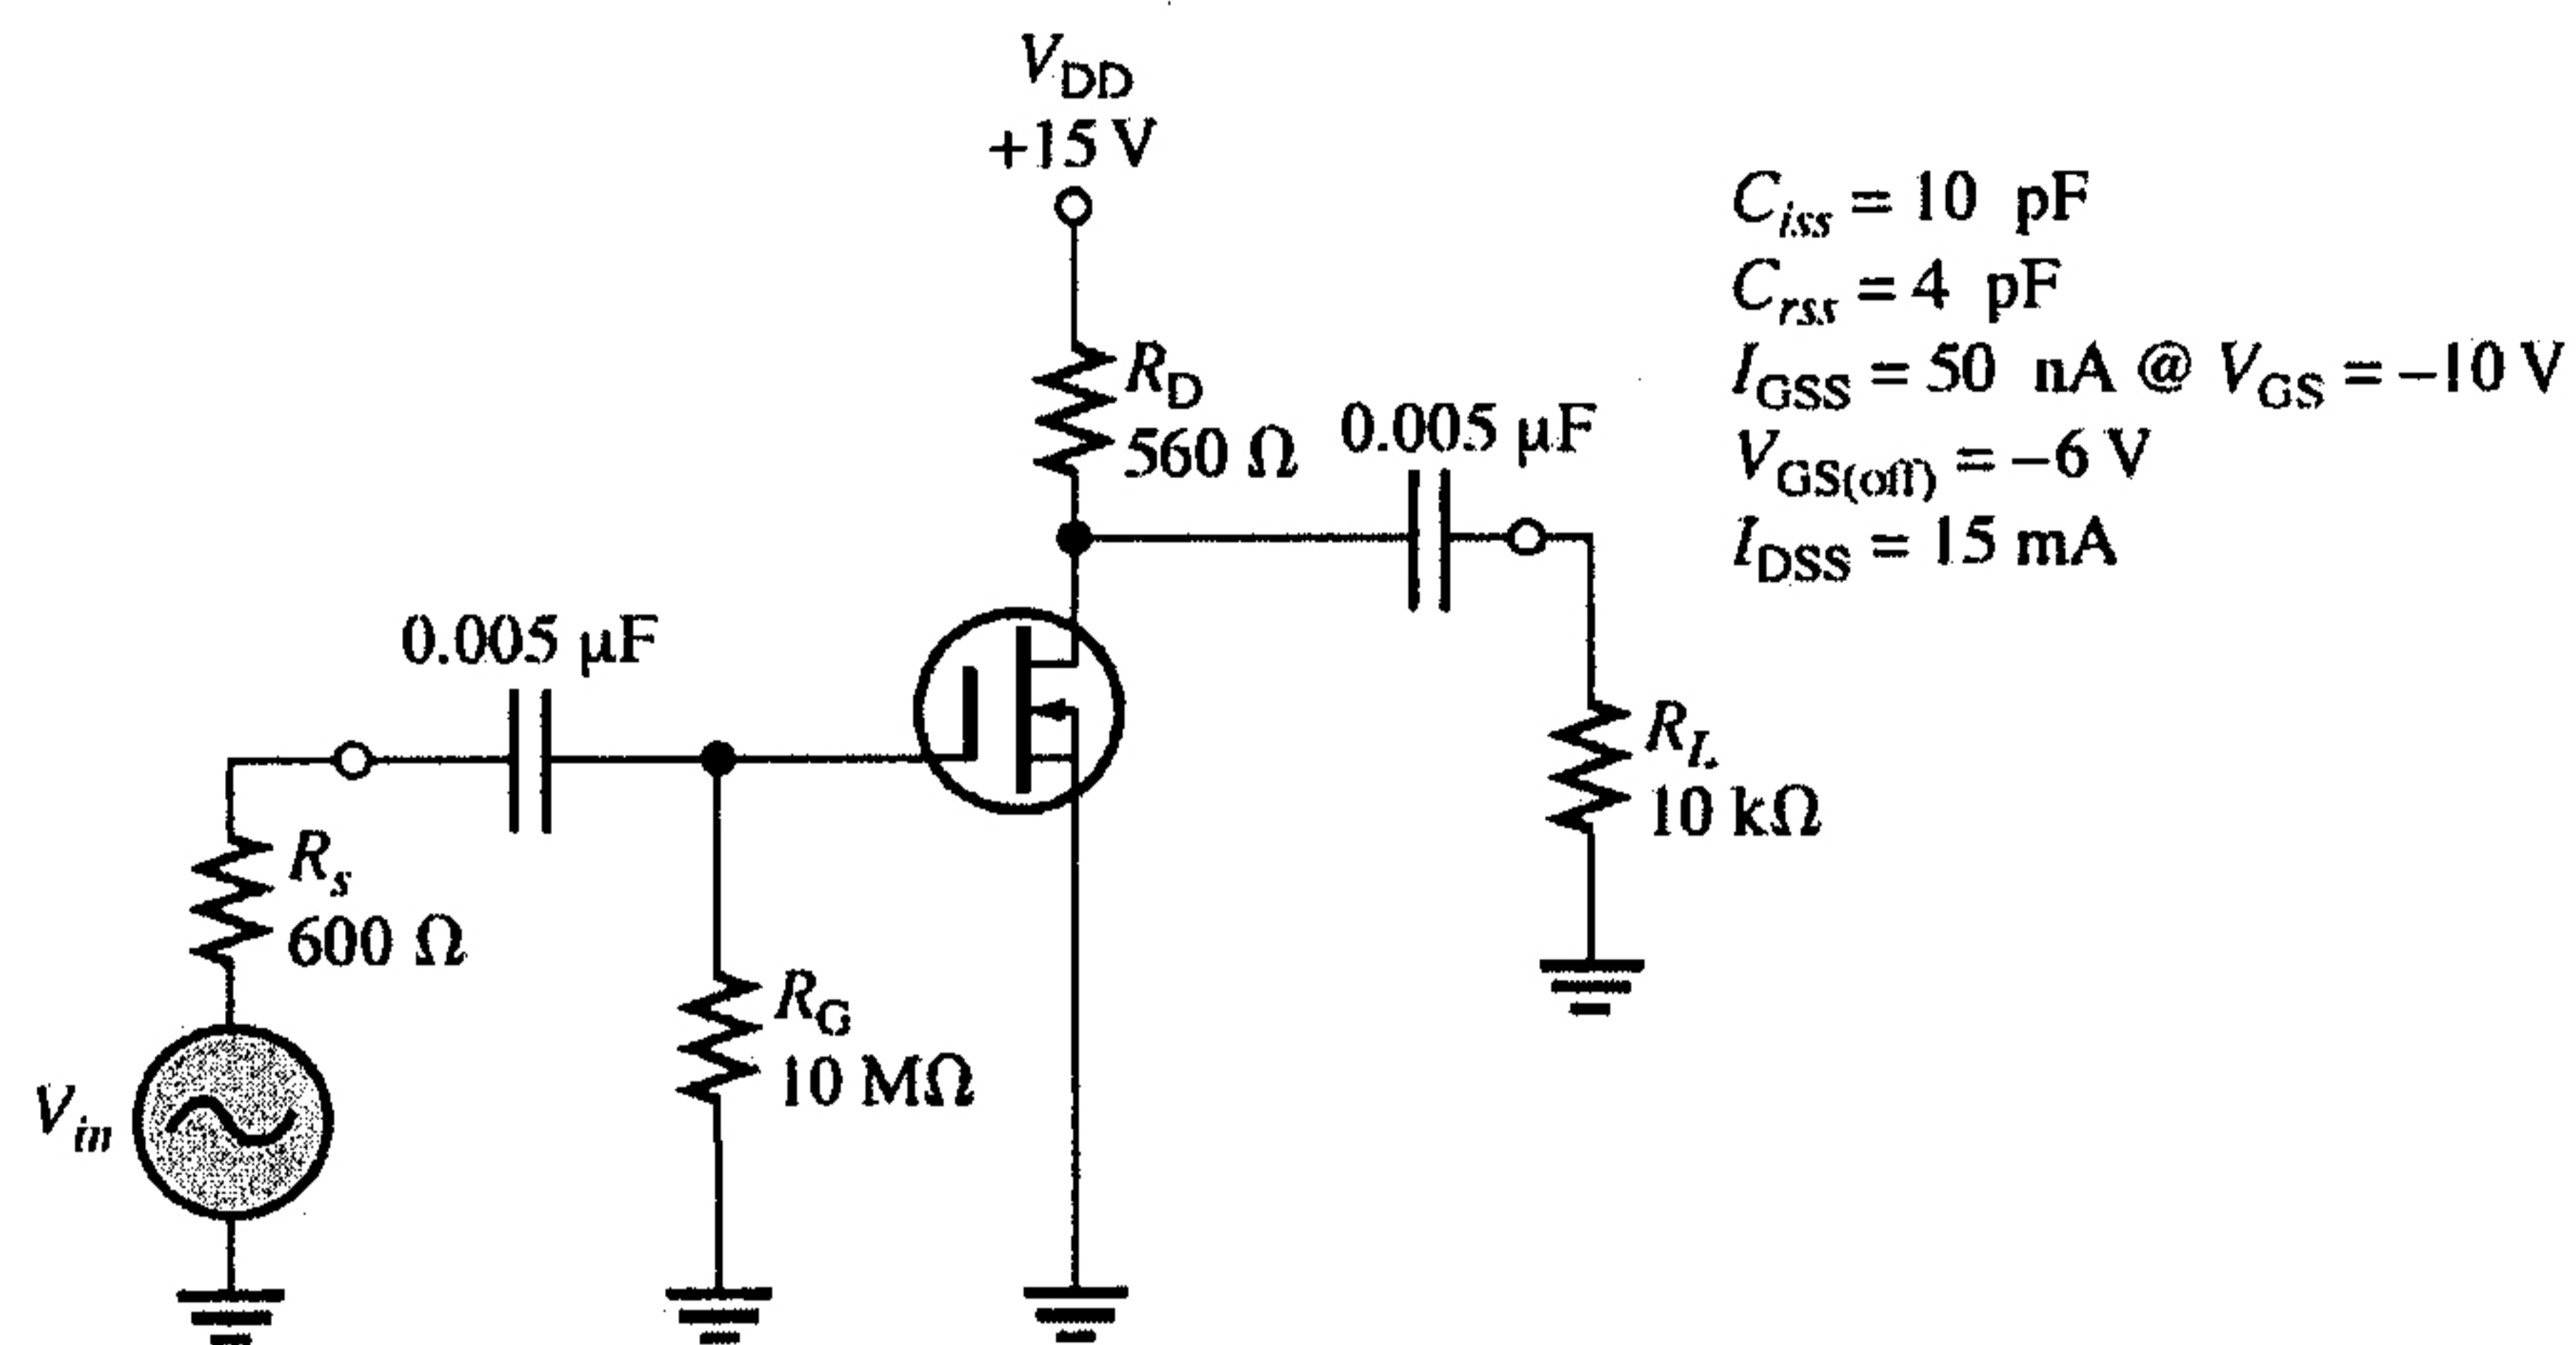 V_DD
+15 V
R_D
560 Ω
0.005 μF
C_iss = 10 pF
C_rss = 4 pF
I_GSS = 50 nA @ V_GS = −10 V
V_GS(off) = −6 V
I_DSS = 15 mA
0.005 μF
R_s
600 Ω
V_in
R_G
10 MΩ
R_L
10 kΩ